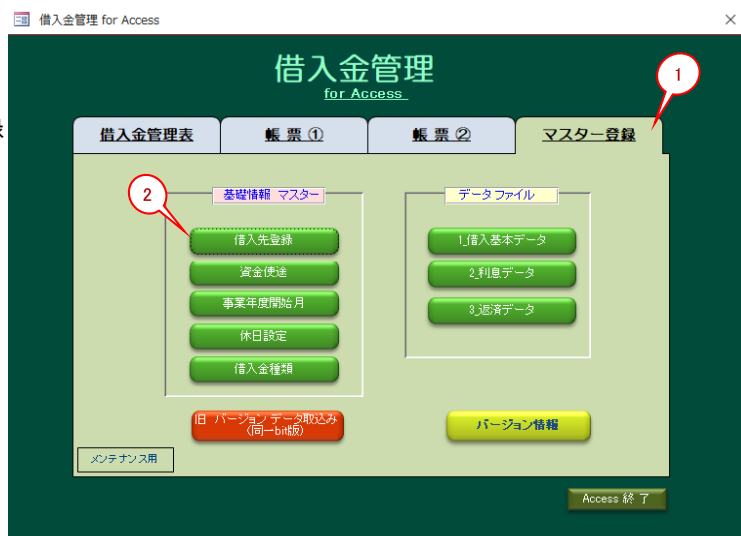 借入金管理 for Access
借入金管理
for Access
1
借入金管理表
帳 票 ①
帳 票 ②
マスター登録
2
基礎情報 マスター
データ ファイル
借入先登録
1_借入基本データ
資金使途
2_利息データ
事業年度開始月
3_返済データ
休日設定
借入金種類
旧 バージョン データ取込み
(同一bit版)
バージョン情報
メンテナンス用
Access 終 了